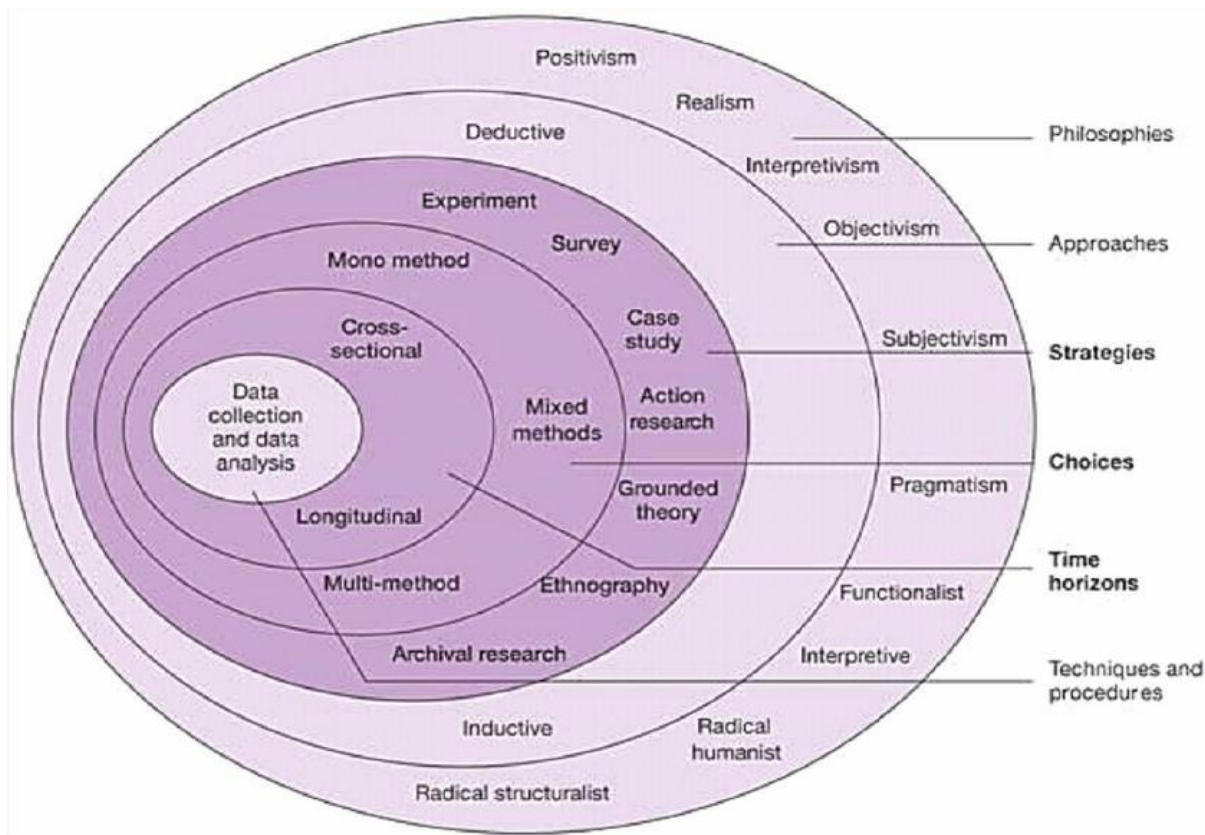 Positivism
Realism
Philosophies
Deductive
Interpretivism
Experiment
Objectivism
Approaches
Survey
Mono method
Case
study
Cross-
sectional
Subjectivism
Strategies
Data
collection
and data
analysis
Mixed
methods
Action
research
Choices
Pragmatism
Grounded
theory
Longitudinal
Time
horizons
Multi-method
Ethnography
Functionalist
Archival research
Interpretive
Techniques and
procedures
Inductive
Radical
humanist
Radical structuralist